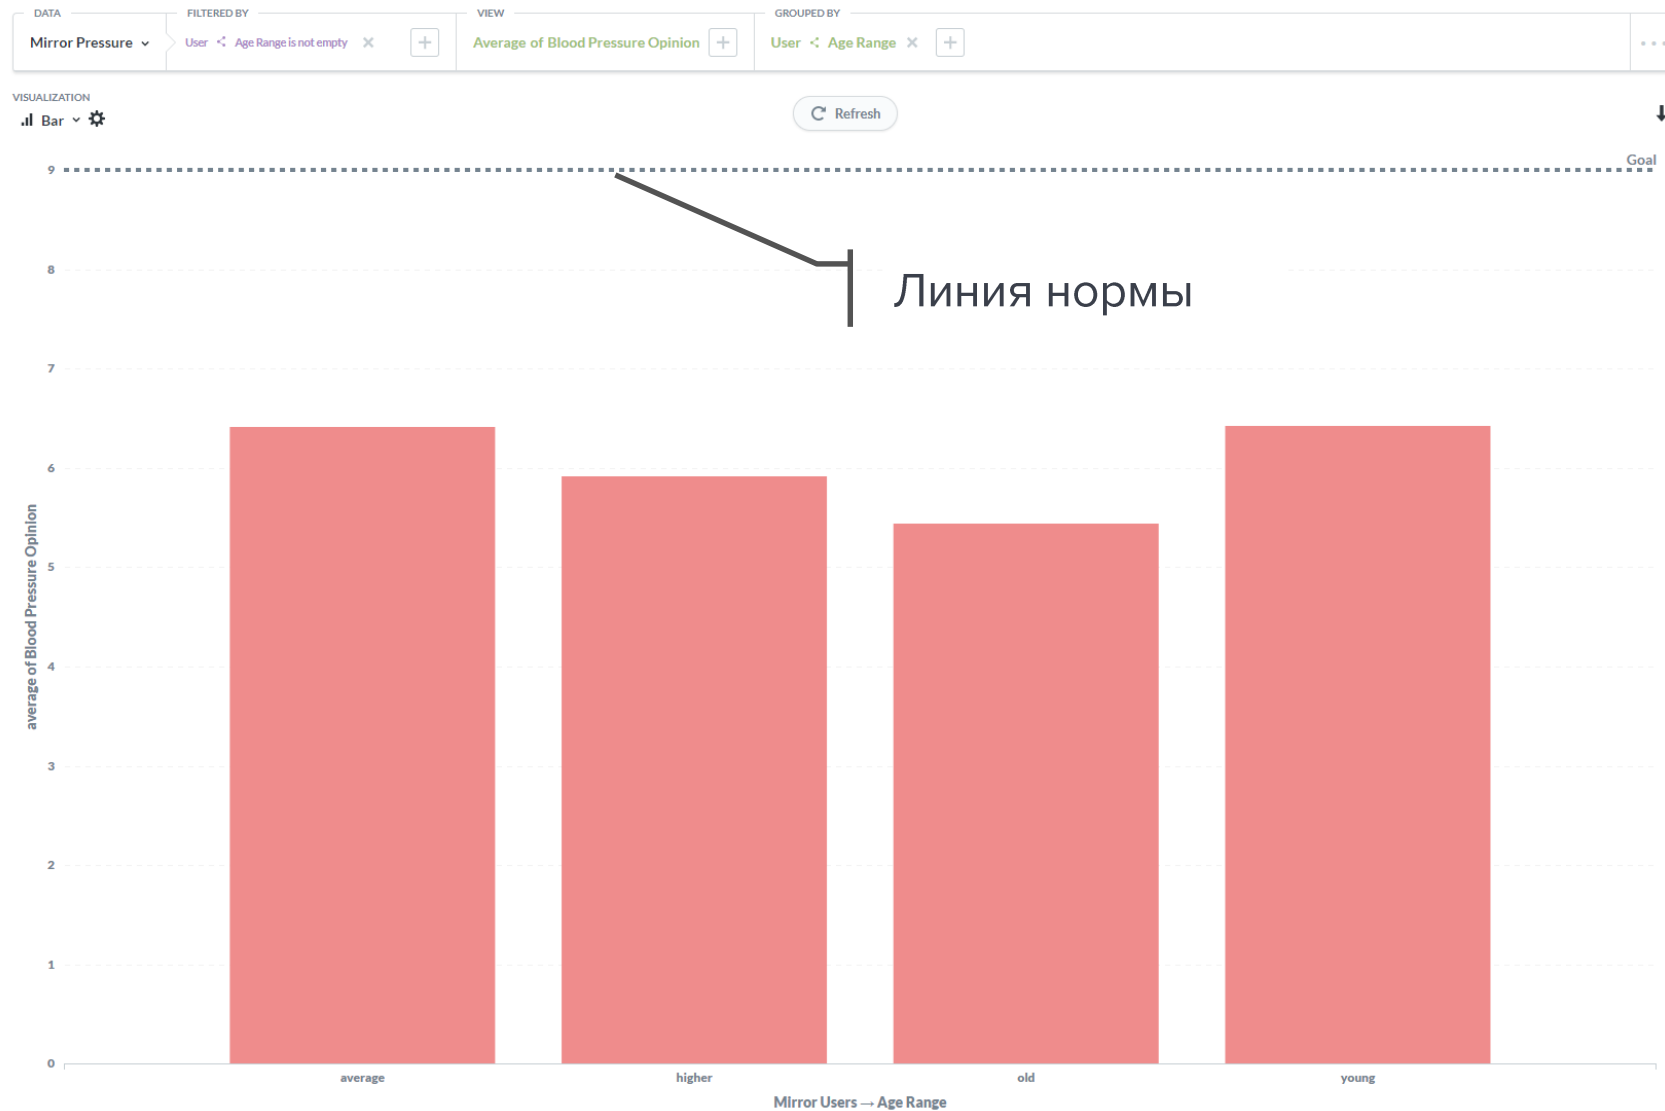 DATA
FILTERED BY
VIEW
GROUPED BY
Mirror Pressure
User Age Range is not empty
Average of Blood Pressure Opinion
User Age Range
VISUALIZATION
Bar
Refresh
Goal
9
8
Линия нормы
7
6
5
4
3
2
1
0
average of Blood Pressure Opinion
average
higher
old
young
Mirror Users → Age Range